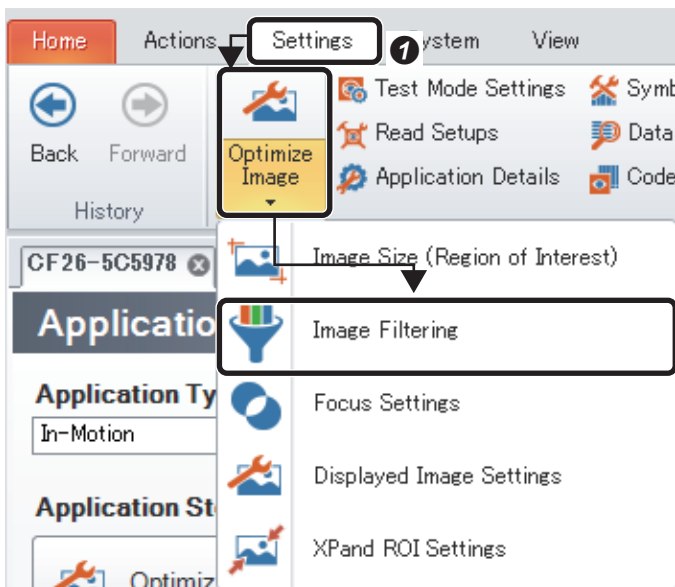 Home Actions Settings ❶ ystem View
Test Mode Settings Symb
Read Setups Data
Application Details Code
Back Forward Optimize
Image
History
CF26-5C5978
Image Size (Region of Interest)
Applicatio
Image Filtering
Application Ty
Focus Settings
In-Motion
Displayed Image Settings
Application St
XPand ROI Settings
Optimiz